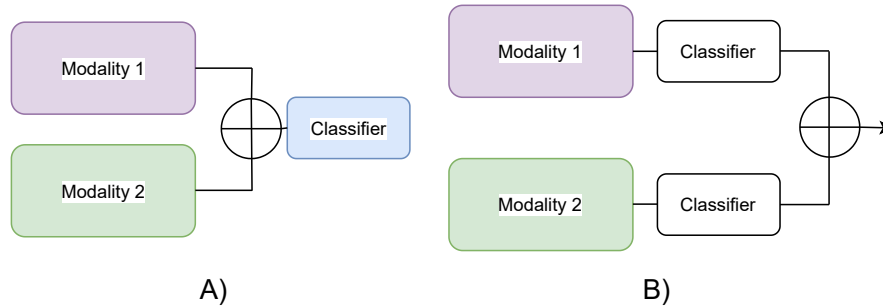 Modality 1
Classifier
Modality 2
A)
Modality 1
Classifier
Modality 2
Classifier
B)